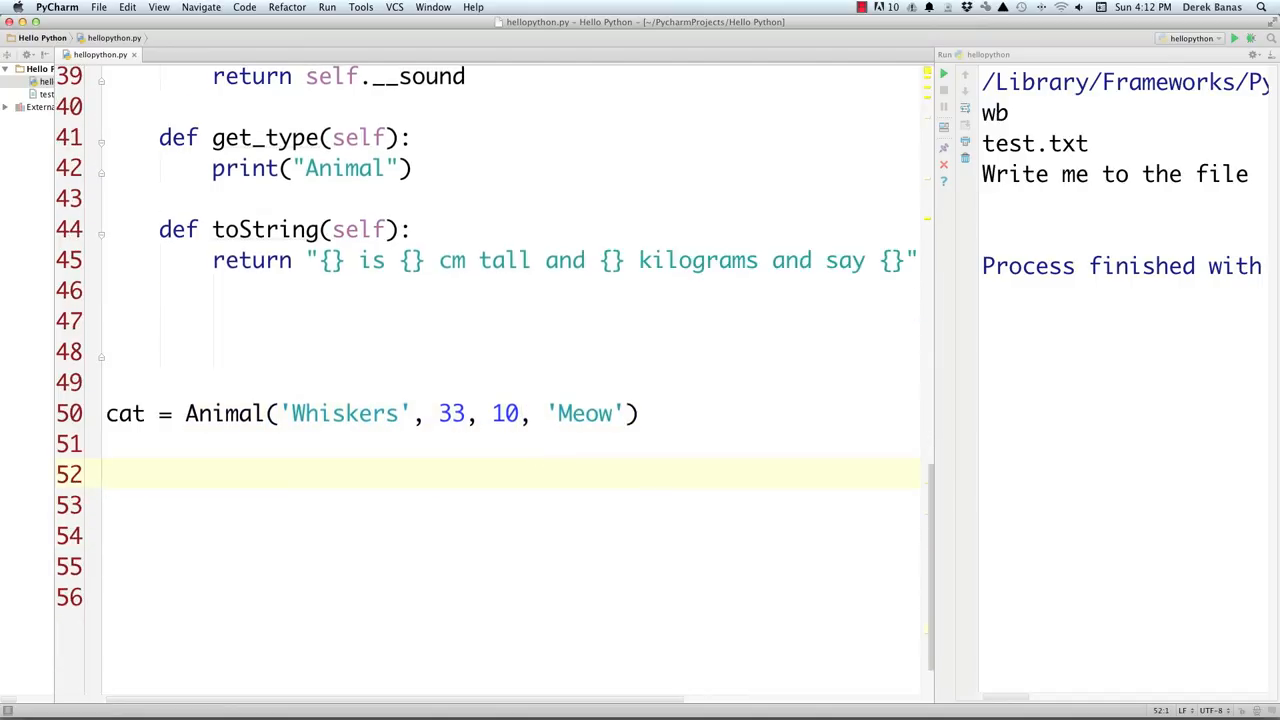 PyCharm File Edit View Navigate Code Refactor Run Tools VCS Window Help 10 Sun 4:12 PM Derek Banas
hellopython.py – Hello Python – [~/PycharmProjects/Hello Python]
Hello Python hellopython.py hellopython
hellopython.py Run hellopython
Hello
hell
test
Extern
39 return self.__sound
40
41 def get_type(self):
42 print("Animal")
43
44 def toString(self):
45 return "{} is {} cm tall and {} kilograms and say {}"
46
47
48
49
50 cat = Animal('Whiskers', 33, 10, 'Meow')
51
52
53
54
55
56
/Library/Frameworks/Py
wb
test.txt
Write me to the file
Process finished with
52:1 LF UTF-8